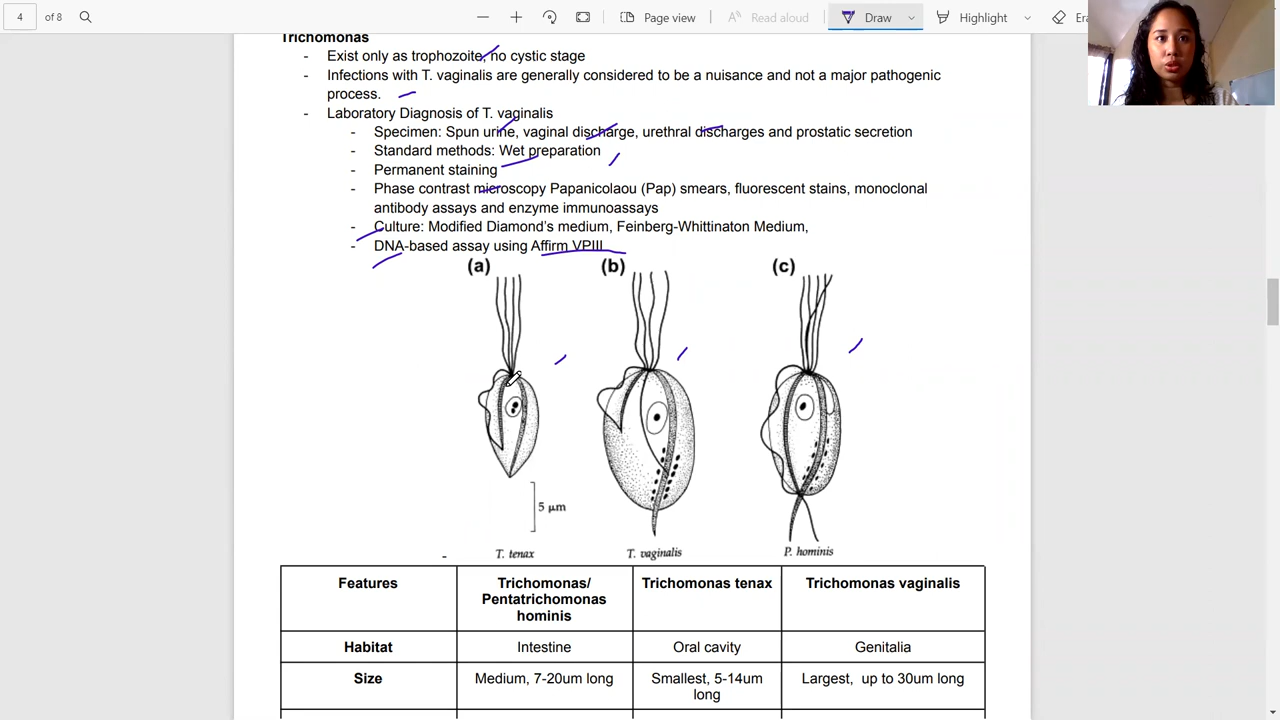 4 of 8 Page view Read aloud Draw Highlight
Trichomonas
- Exist only as trophozoite, no cystic stage
- Infections with T. vaginalis are generally considered to be a nuisance and not a major pathogenic
process.
- Laboratory Diagnosis of T. vaginalis
- Specimen: Spun urine, vaginal discharge, urethral discharges and prostatic secretion
- Standard methods: Wet preparation
- Permanent staining
- Phase contrast microscopy Papanicolaou (Pap) smears, fluorescent stains, monoclonal
antibody assays and enzyme immunoassays
- Culture: Modified Diamond's medium, Feinberg-Whittinaton Medium,
- DNA-based assay using Affirm VPIII
(a) (b) (c)
5 μm
- T. tenax T. vaginalis P. hominis
Features Trichomonas/ Trichomonas tenax Trichomonas vaginalis
Pentatrichomonas
hominis
Habitat Intestine Oral cavity Genitalia
Size Medium, 7-20um long Smallest, 5-14um Largest, up to 30um long
long